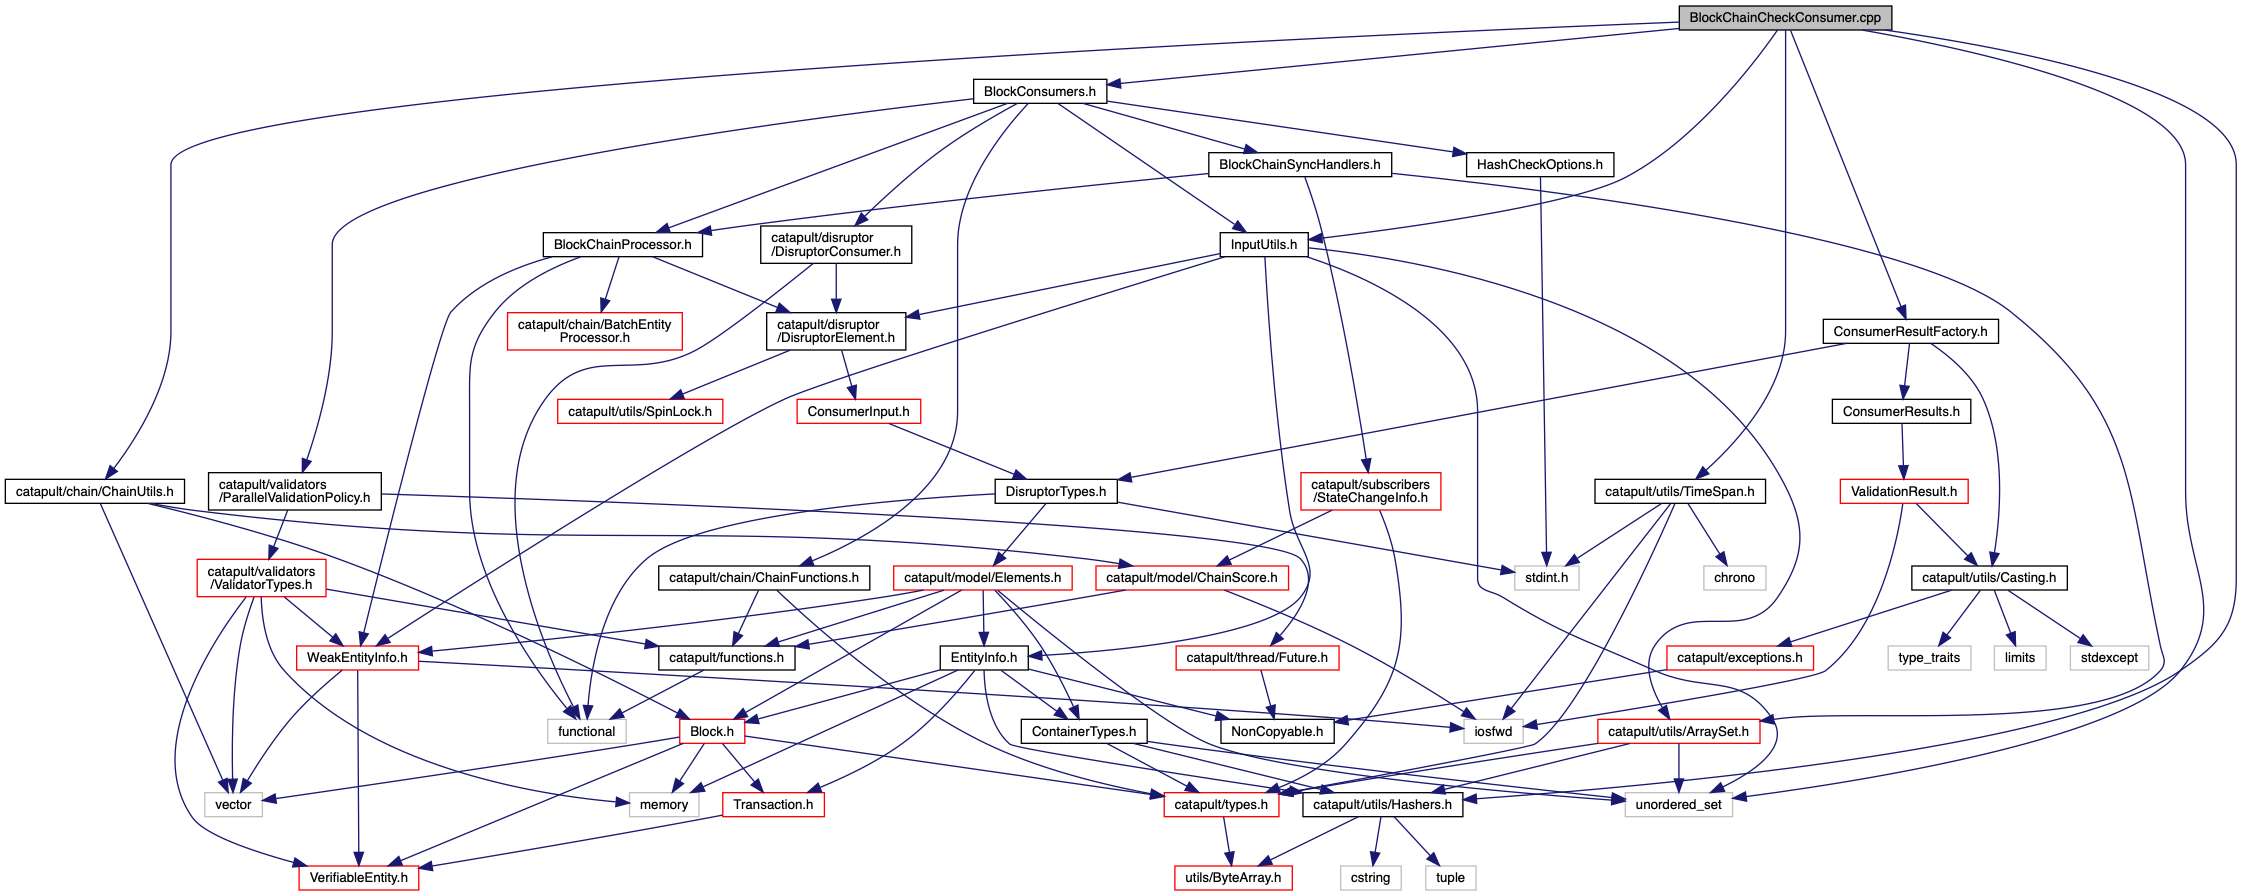 BlockChainCheckConsumer.cpp
BlockConsumers.h
BlockChainSyncHandlers.h
HashCheckOptions.h
BlockChainProcessor.h
catapult/disruptor
/DisruptorConsumer.h
InputUtils.h
catapult/chain/BatchEntity
Processor.h
catapult/disruptor
/DisruptorElement.h
ConsumerResultFactory.h
catapult/utils/SpinLock.h
ConsumerInput.h
ConsumerResults.h
catapult/chain/ChainUtils.h
catapult/validators
/ParallelValidationPolicy.h
DisruptorTypes.h
catapult/subscribers
/StateChangeInfo.h
catapult/utils/TimeSpan.h
ValidationResult.h
catapult/validators
/ValidatorTypes.h
catapult/chain/ChainFunctions.h
catapult/model/Elements.h
catapult/model/ChainScore.h
stdint.h
chrono
catapult/utils/Casting.h
WeakEntityInfo.h
catapult/functions.h
EntityInfo.h
catapult/thread/Future.h
catapult/exceptions.h
type_traits
limits
stdexcept
functional
Block.h
ContainerTypes.h
NonCopyable.h
iosfwd
catapult/utils/ArraySet.h
vector
memory
Transaction.h
catapult/types.h
catapult/utils/Hashers.h
unordered_set
VerifiableEntity.h
utils/ByteArray.h
cstring
tuple